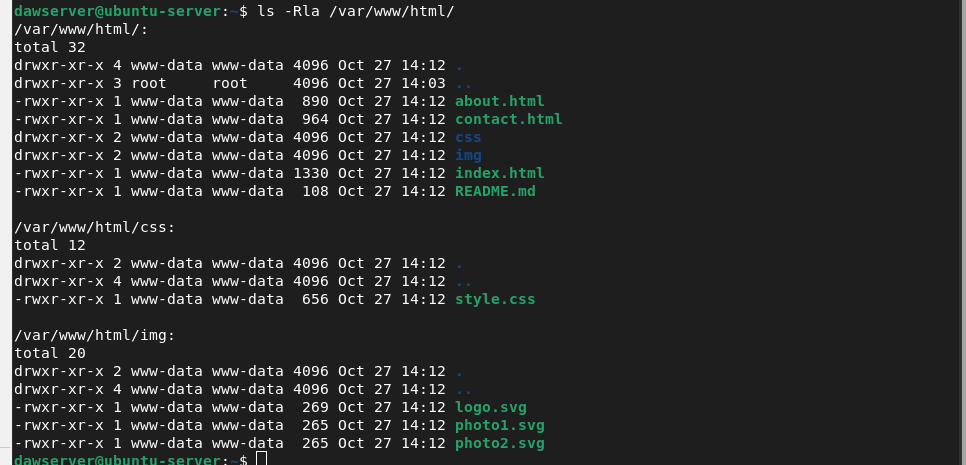 dawserver@ubuntu-server:~$ ls -Rla /var/www/html/
/var/www/html/:
total 32
drwxr-xr-x 4 www-data www-data 4096 Oct 27 14:12 .
drwxr-xr-x 3 root     root     4096 Oct 27 14:03 ..
-rwxr-xr-x 1 www-data www-data  890 Oct 27 14:12 about.html
-rwxr-xr-x 1 www-data www-data  964 Oct 27 14:12 contact.html
drwxr-xr-x 2 www-data www-data 4096 Oct 27 14:12 css
drwxr-xr-x 2 www-data www-data 4096 Oct 27 14:12 img
-rwxr-xr-x 1 www-data www-data 1330 Oct 27 14:12 index.html
-rwxr-xr-x 1 www-data www-data  108 Oct 27 14:12 README.md

/var/www/html/css:
total 12
drwxr-xr-x 2 www-data www-data 4096 Oct 27 14:12 .
drwxr-xr-x 4 www-data www-data 4096 Oct 27 14:12 ..
-rwxr-xr-x 1 www-data www-data  656 Oct 27 14:12 style.css

/var/www/html/img:
total 20
drwxr-xr-x 2 www-data www-data 4096 Oct 27 14:12 .
drwxr-xr-x 4 www-data www-data 4096 Oct 27 14:12 ..
-rwxr-xr-x 1 www-data www-data  269 Oct 27 14:12 logo.svg
-rwxr-xr-x 1 www-data www-data  265 Oct 27 14:12 photo1.svg
-rwxr-xr-x 1 www-data www-data  265 Oct 27 14:12 photo2.svg
dawserver@ubuntu-server:~$